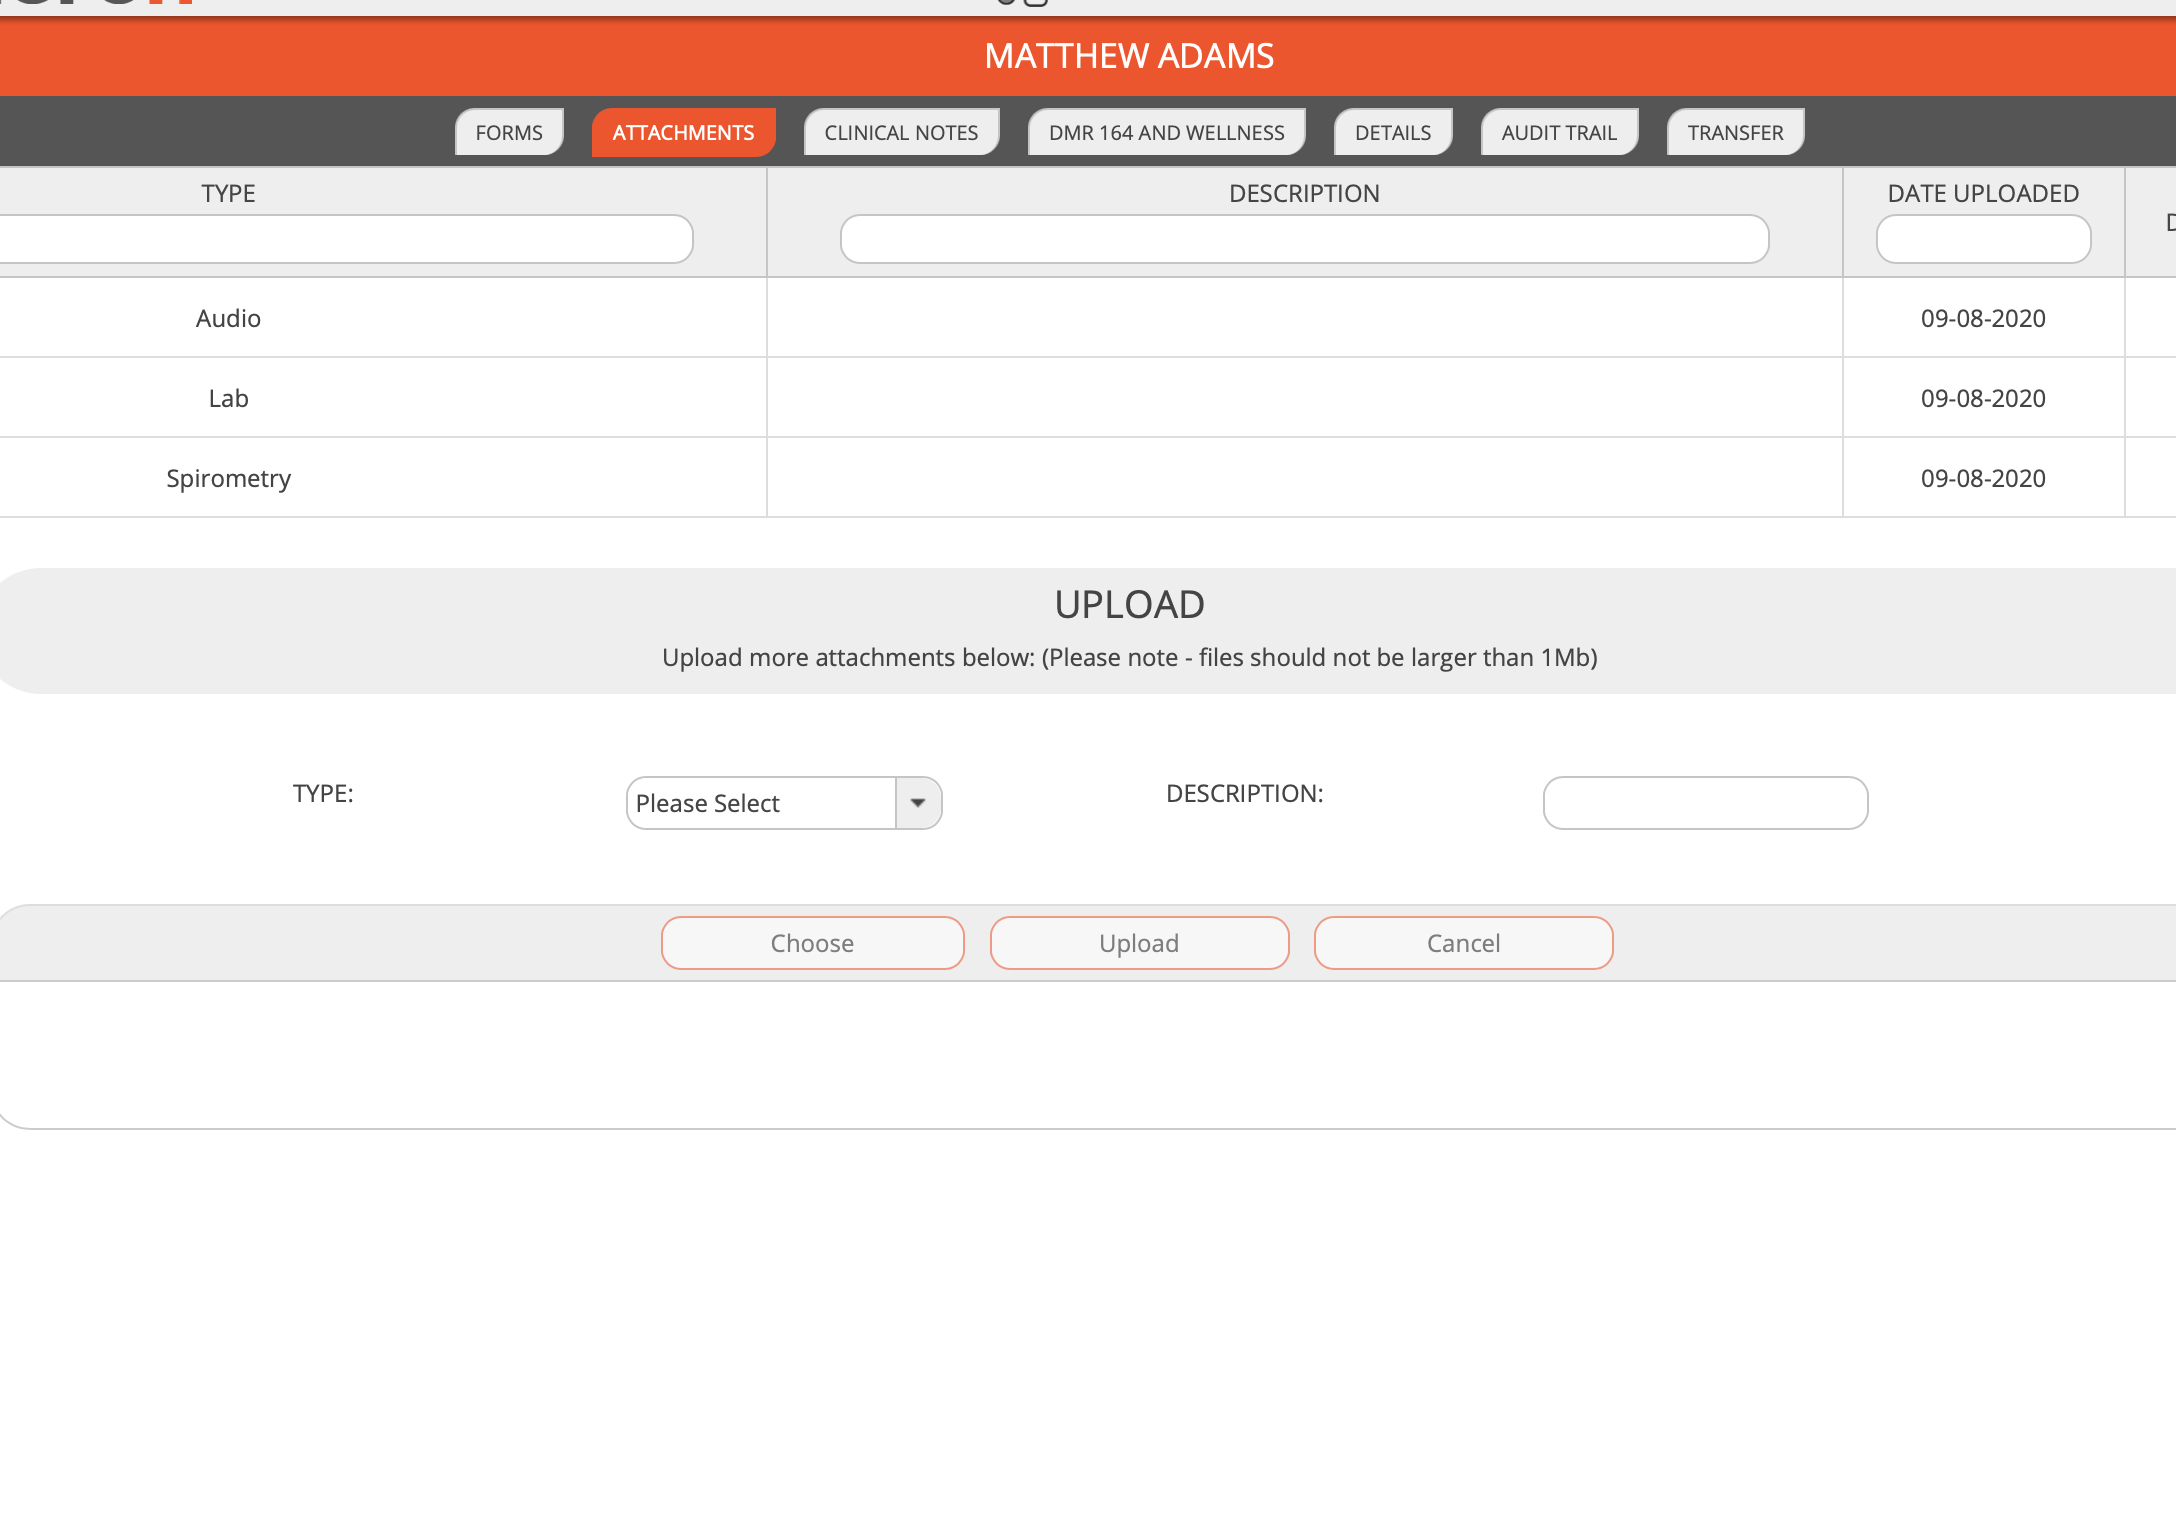 MATTHEW ADAMS
FORMS ATTACHMENTS CLINICAL NOTES DMR 164 AND WELLNESS DETAILS AUDIT TRAIL TRANSFER
TYPE DESCRIPTION DATE UPLOADED
Audio 09-08-2020
Lab 09-08-2020
Spirometry 09-08-2020
UPLOAD
Upload more attachments below: (Please note - files should not be larger than 1Mb)
TYPE: Please Select DESCRIPTION:
Choose Upload Cancel